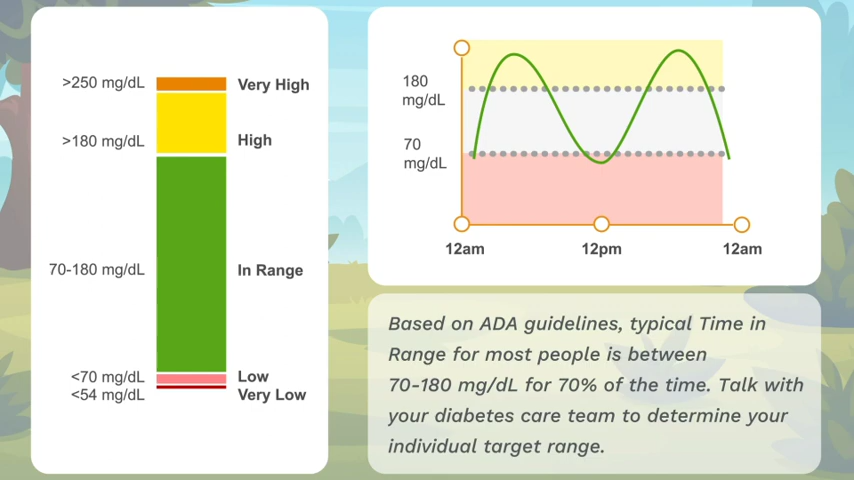 >250 mg/dL Very High
>180 mg/dL High
70-180 mg/dL In Range
<70 mg/dL Low
<54 mg/dL Very Low
180
mg/dL
70
mg/dL
12am 12pm 12am
Based on ADA guidelines, typical Time in
Range for most people is between
70-180 mg/dL for 70% of the time. Talk with
your diabetes care team to determine your
individual target range.